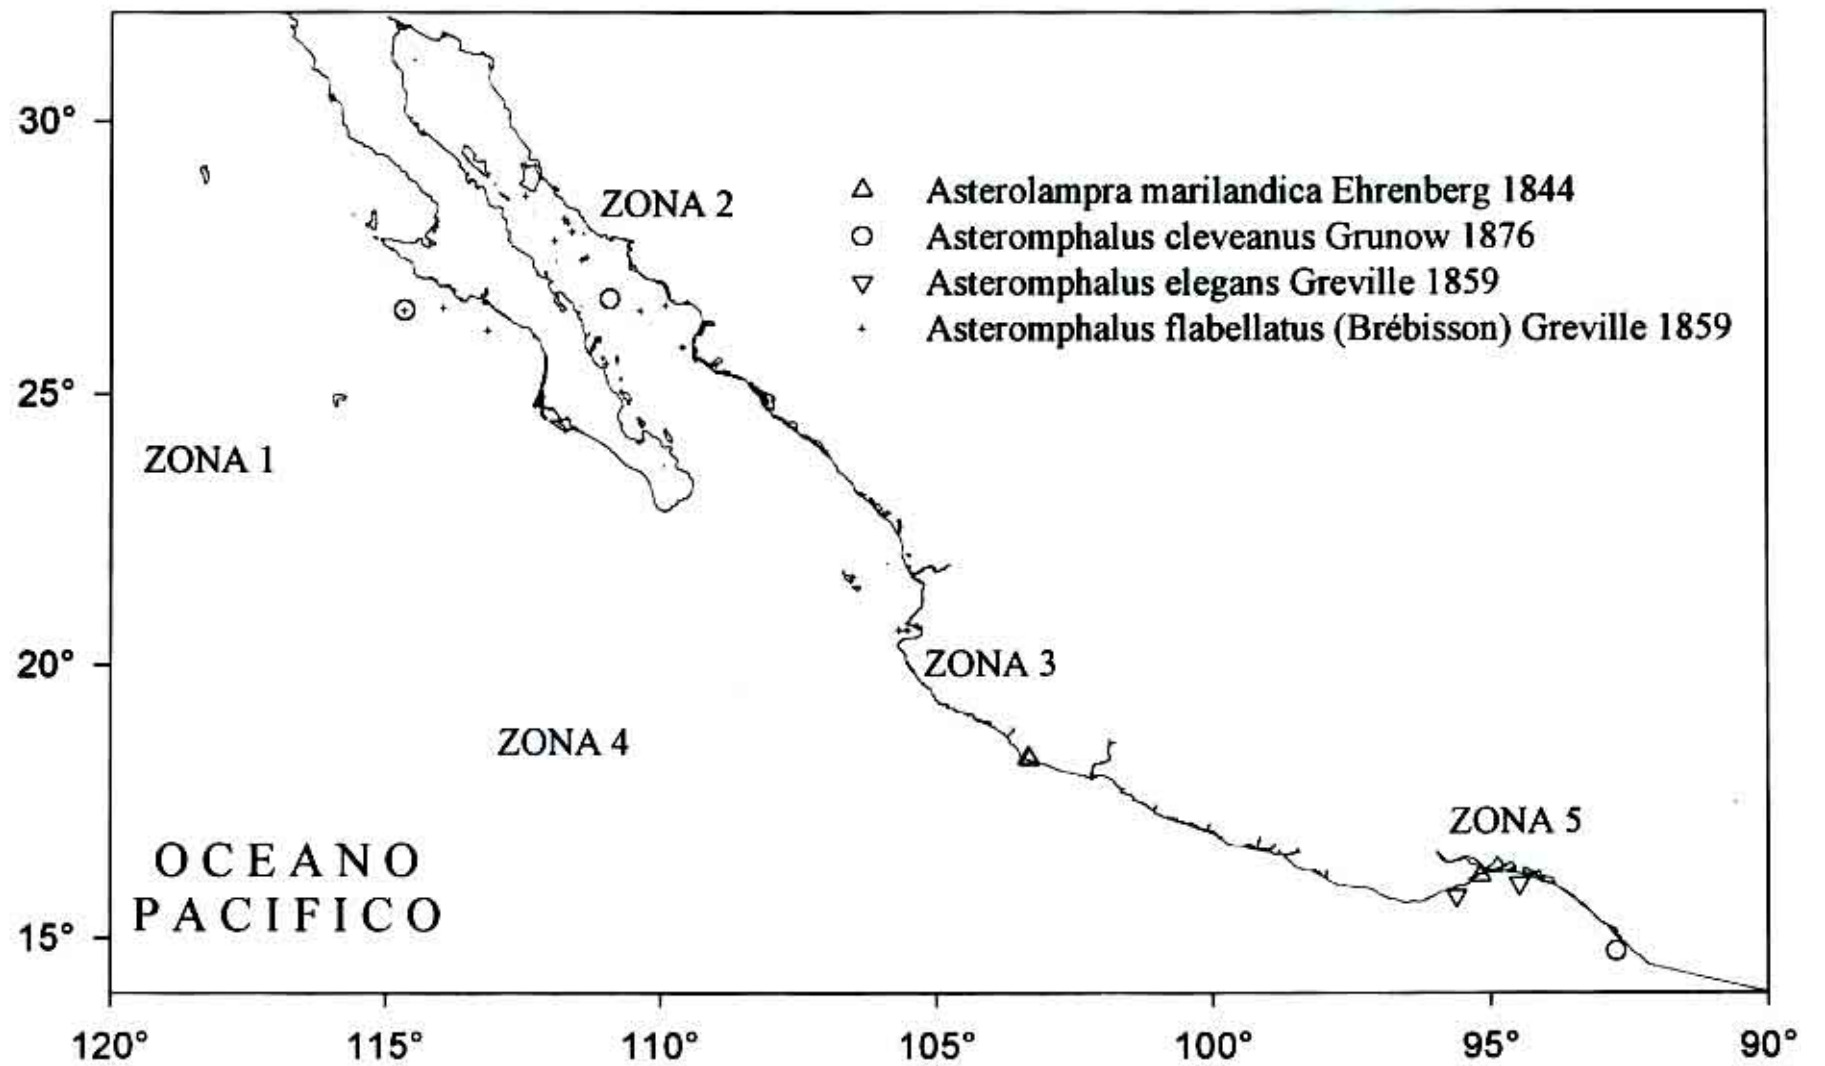 30°
ZONA 2
Asterolampra marilandica Ehrenberg 1844
Asteromphalus cleveanus Grunow 1876
Asteromphalus elegans Greville 1859
Asteromphalus flabellatus (Brébisson) Greville 1859
25°
ZONA 1
20°
ZONA 3
ZONA 4
ZONA 5
OCEANO
PACIFICO
15°
120° 115° 110° 105° 100° 95° 90°